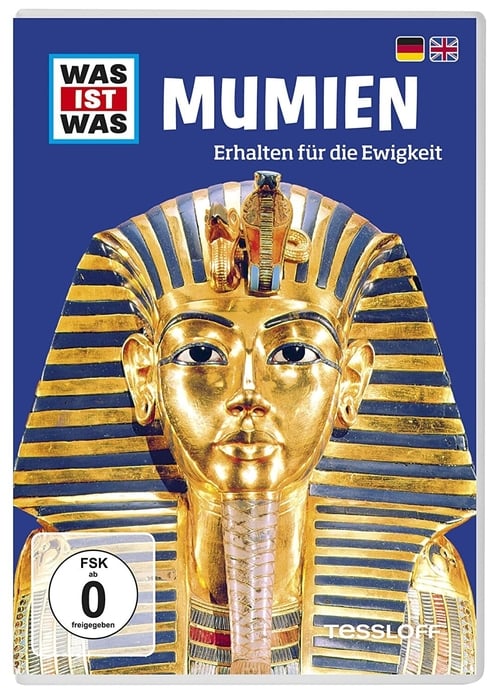 WAS
IST
WAS
MUMIEN
Erhalten für die Ewigkeit
FSK
ab
0
freigegeben
TESSLOFF